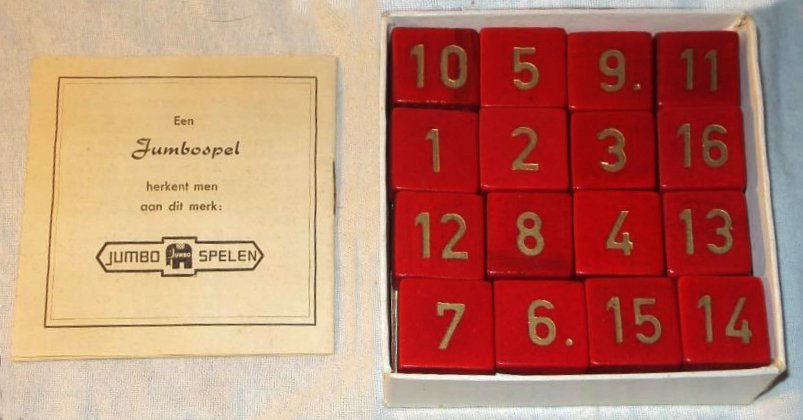 Een
Jumbospel
herkent men
aan dit merk:
JUMBO JUMBO SPELEN
10 5 9. 11
1 2 3 16
12 8 4 13
7 6. 15 14